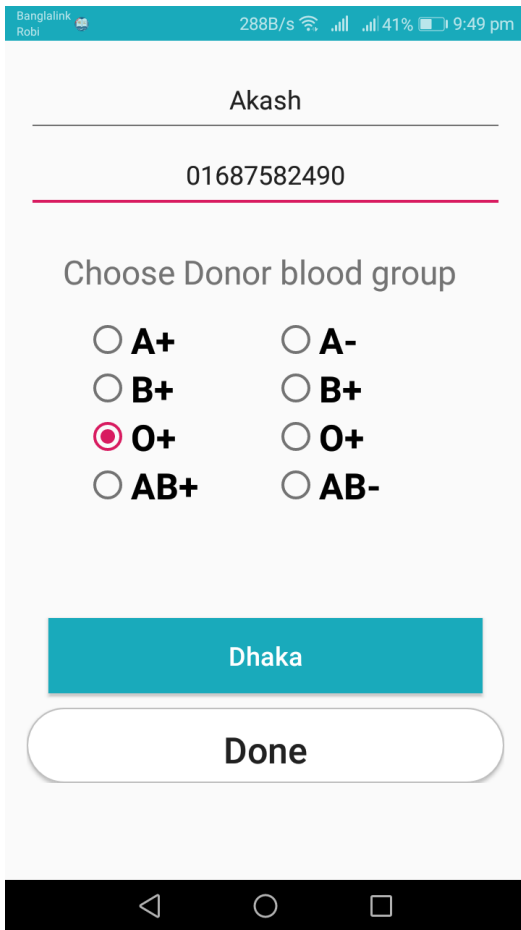 Banglalink
Robi
288B/s 41% 9:49 pm
Akash
01687582490
Choose Donor blood group
A+ A-
B+ B+
O+ O+
AB+ AB-
Dhaka
Done